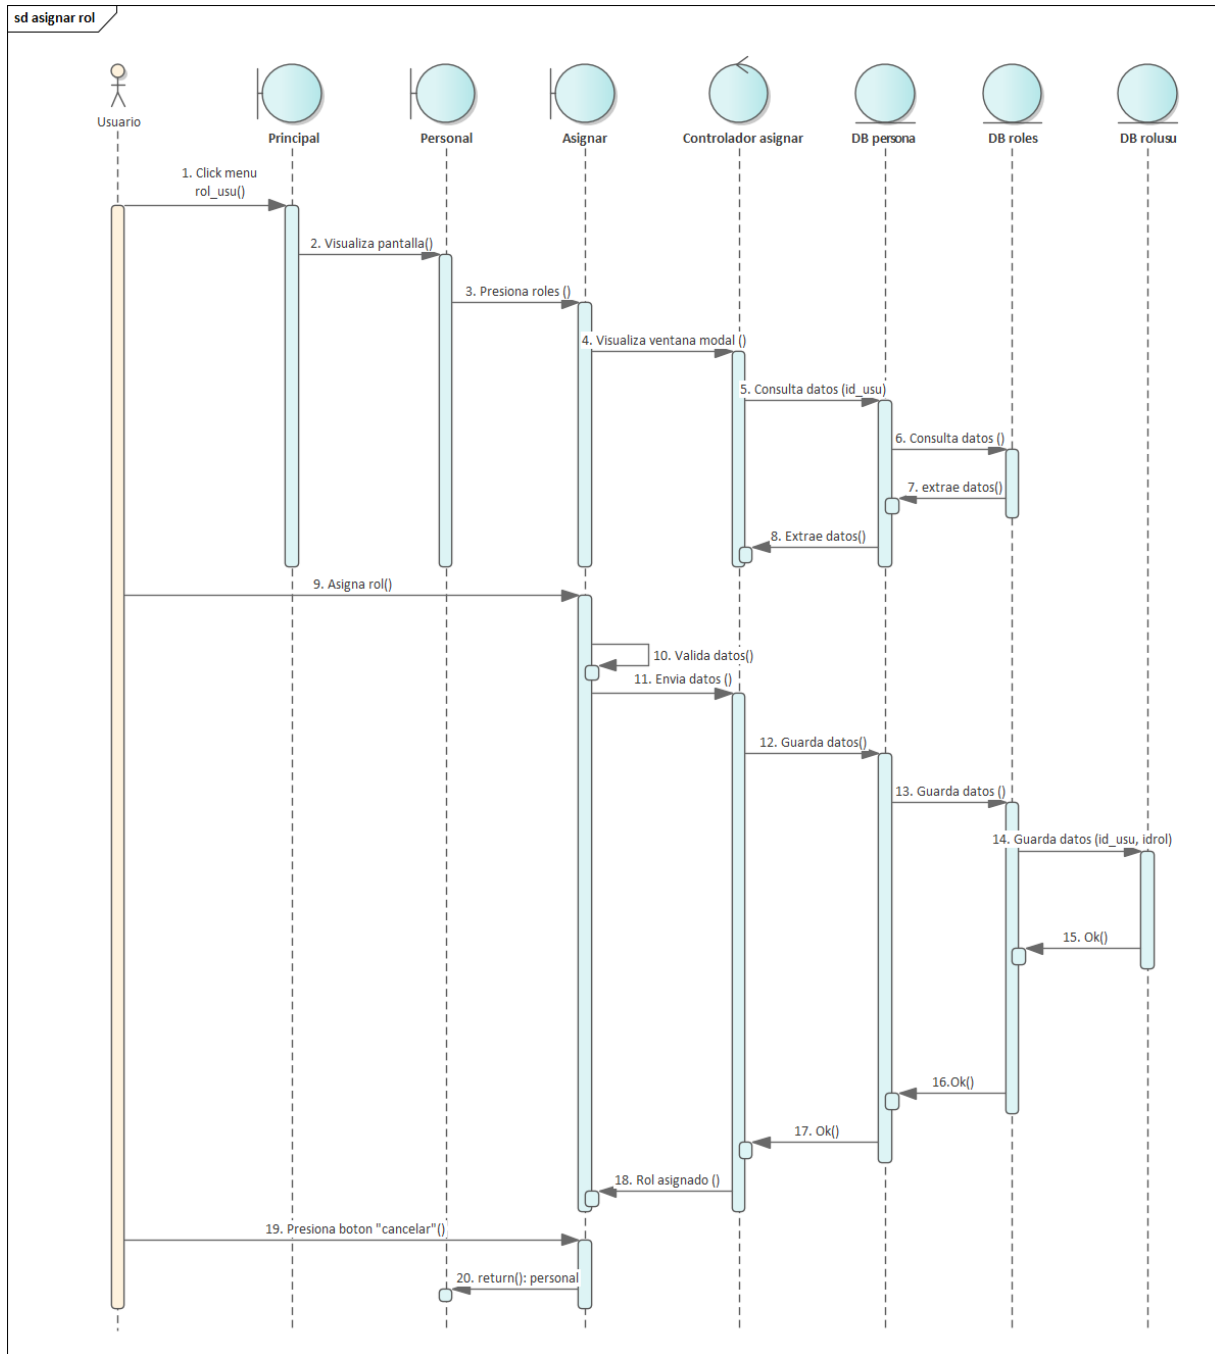 sd asignar rol
Usuario
Principal
Personal
Asignar
Controlador asignar
DB persona
DB roles
DB rolusu
1. Click menu
rol_usu()
2. Visualiza pantalla()
3. Presiona roles ()
4. Visualiza ventana modal ()
5. Consulta datos (id_usu)
6. Consulta datos ()
7. extrae datos()
8. Extrae datos()
9. Asigna rol()
10. Valida datos()
11. Envia datos ()
12. Guarda datos()
13. Guarda datos ()
14. Guarda datos (id_usu, idrol)
15. Ok()
16.Ok()
17. Ok()
18. Rol asignado ()
19. Presiona boton "cancelar"()
20. return(): personal